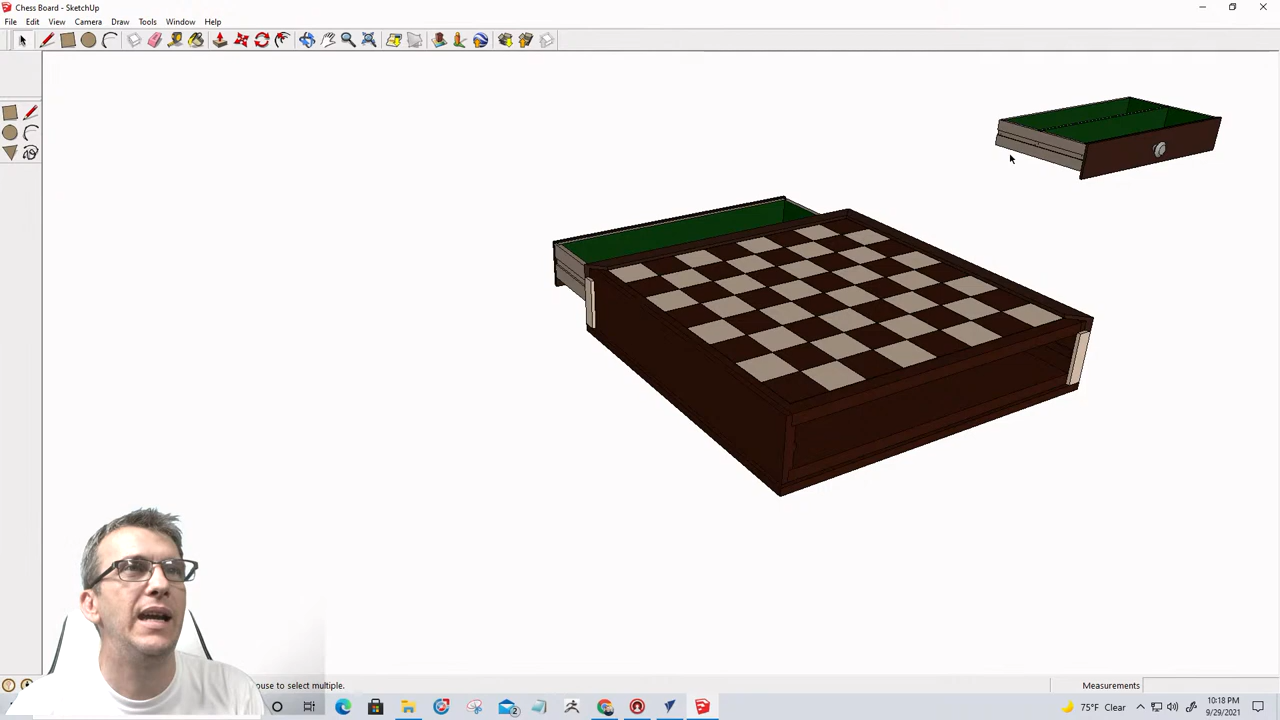 Chess Board - SketchUp
File Edit View Camera Draw Tools Window Help
ouse to select multiple.
Measurements
2
75°F Clear
10:18 PM
9/29/2021